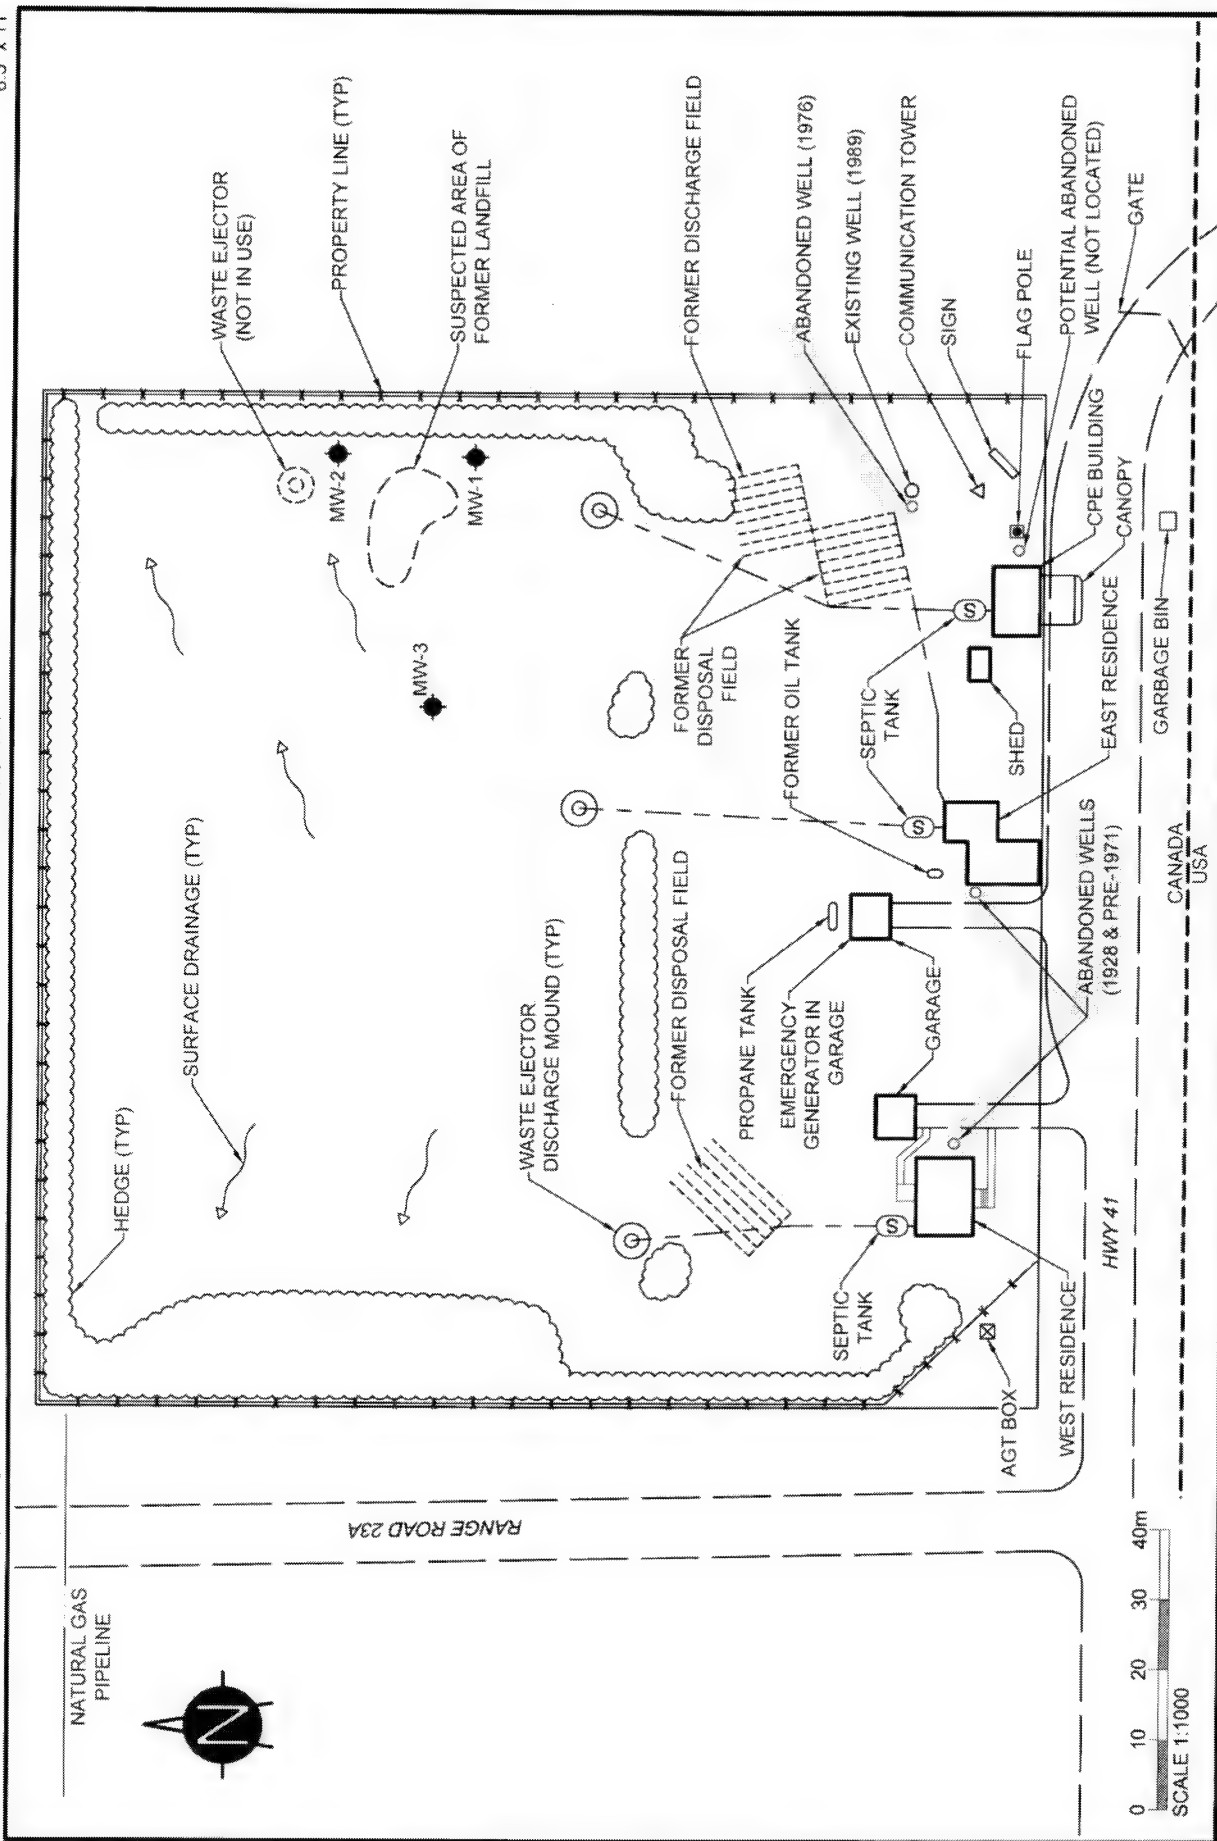 8.5 x 11
NATURAL GAS
PIPELINE
N
RANGE ROAD 23A
HEDGE (TYP)
SURFACE DRAINAGE (TYP)
WASTE EJECTOR
(NOT IN USE)
PROPERTY LINE (TYP)
SUSPECTED AREA OF
FORMER LANDFILL
MW-2
MW-1
MW-3
WASTE EJECTOR
DISCHARGE MOUND (TYP)
FORMER DISPOSAL FIELD
FORMER
DISPOSAL
FIELD
FORMER DISCHARGE FIELD
PROPANE TANK
EMERGENCY
GENERATOR IN
GARAGE
FORMER OIL TANK
SEPTIC
TANK
S
S
S
ABANDONED WELL (1976)
EXISTING WELL (1989)
COMMUNICATION TOWER
SIGN
FLAG POLE
POTENTIAL ABANDONED
WELL (NOT LOCATED)
GATE
SEPTIC
TANK
GARAGE
SHED
AGT BOX
WEST RESIDENCE
ABANDONED WELLS
(1928 & PRE-1971)
EAST RESIDENCE
CPE BUILDING
CANOPY
GARBAGE BIN
HWY 41
CANADA
USA
0 10 20 30 40m
SCALE 1:1000